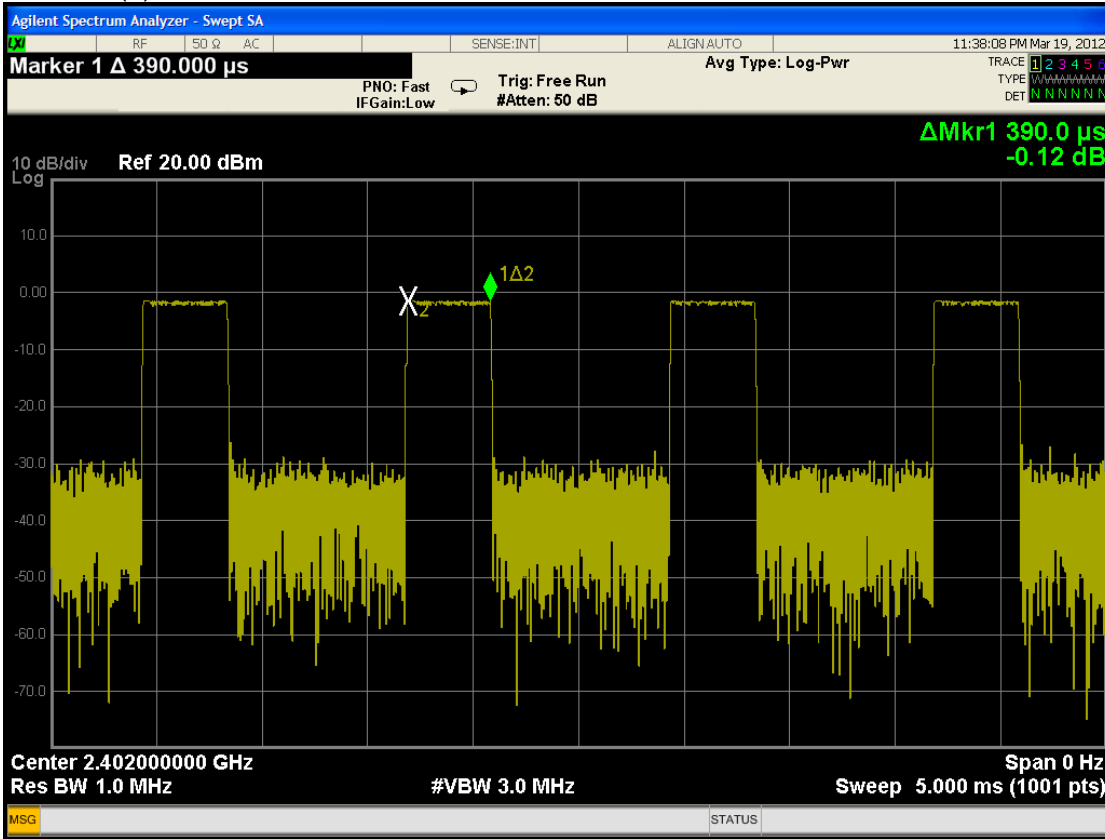 Agilent Spectrum Analyzer - Swept SA
LXI RF 50 Ω AC SENSE:INT ALIGN AUTO 11:38:08 PM Mar 19, 2012
Marker 1 Δ 390.000 µs
PNO: Fast
IFGain:Low
Trig: Free Run
#Atten: 50 dB
Avg Type: Log-Pwr
TRACE 1 2 3 4 5 6
TYPE
DET N N N N N N
ΔMkr1 390.0 µs
-0.12 dB
10 dB/div Ref 20.00 dBm
Log
10.0
1Δ2
0.00
X2
-10.0
-20.0
-30.0
-40.0
-50.0
-60.0
-70.0
Center 2.402000000 GHz Span 0 Hz
Res BW 1.0 MHz #VBW 3.0 MHz Sweep 5.000 ms (1001 pts)
MSG STATUS